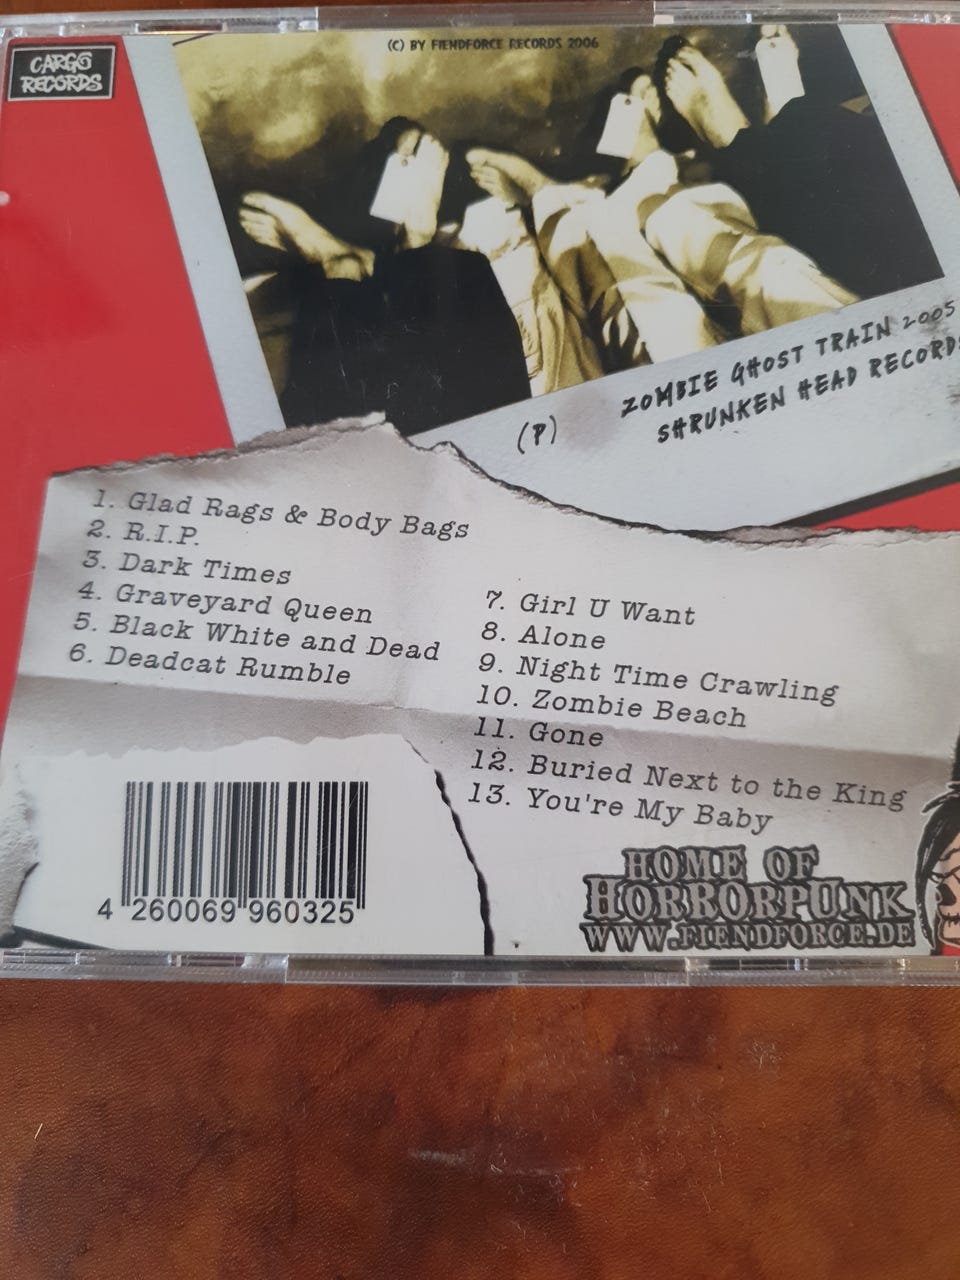 CARGO
RECORDS
(C) BY FIENDFORCE RECORDS 2006
(P) ZOMBIE GHOST TRAIN 2005
SHRUNKEN HEAD RECORDS
1. Glad Rags & Body Bags
2. R.I.P.
3. Dark Times
4. Graveyard Queen
5. Black White and Dead
6. Deadcat Rumble
7. Girl U Want
8. Alone
9. Night Time Crawling
10. Zombie Beach
11. Gone
12. Buried Next to the King
13. You're My Baby
4 260069 960325
HOME OF
HORRORPUNK
WWW.FIENDFORCE.DE